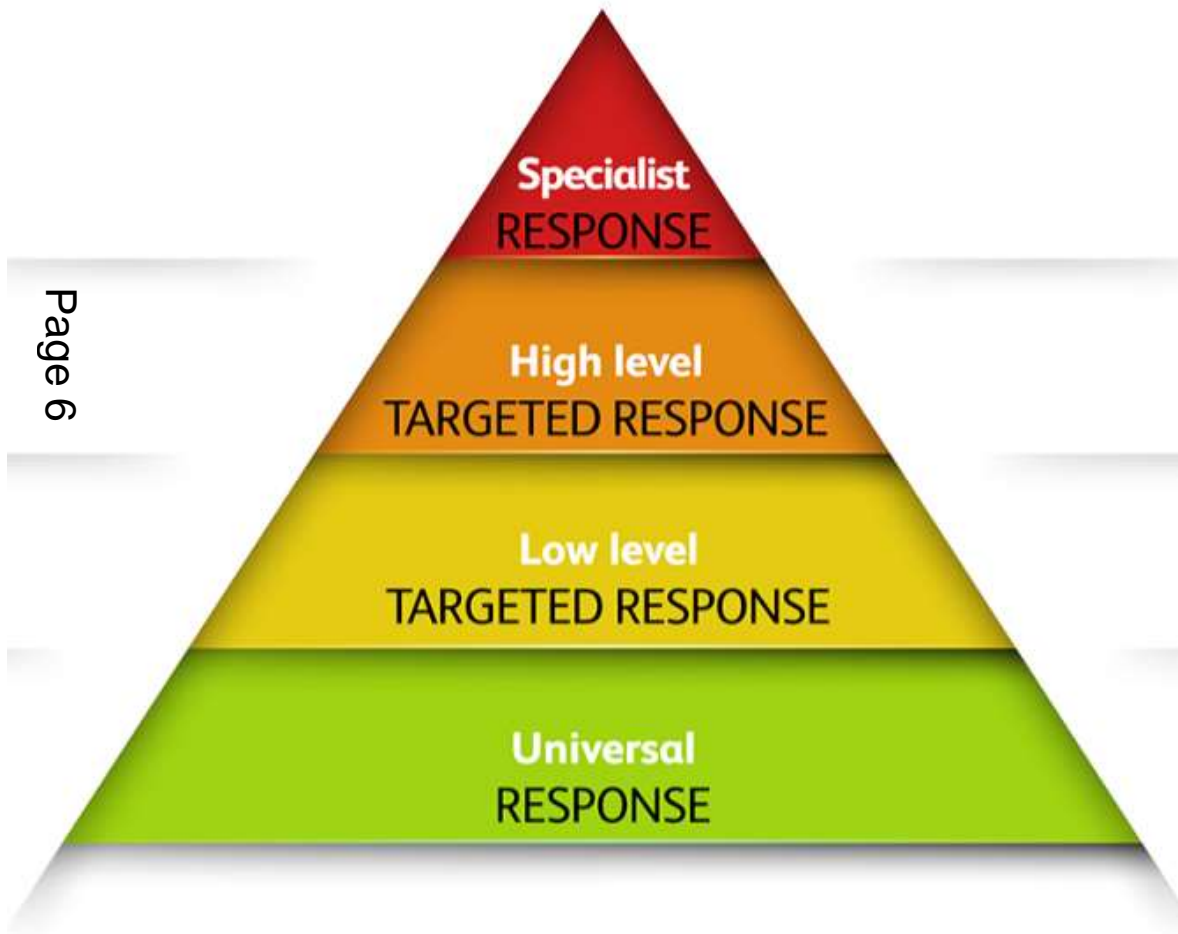 Specialist
RESPONSE
Page 6
High level
TARGETED RESPONSE
Low level
TARGETED RESPONSE
Universal
RESPONSE